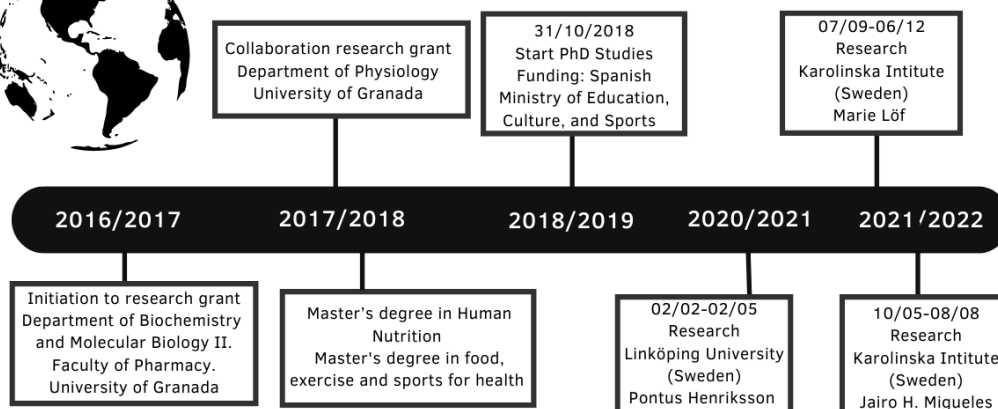 Collaboration research grant
Department of Physiology
University of Granada
31/10/2018
Start PhD Studies
Funding: Spanish
Ministry of Education,
Culture, and Sports
07/09-06/12
Research
Karolinska Intitute
(Sweden)
Marie Löf
2016/2017
2017/2018
2018/2019
2020/2021
2021/2022
Initiation to research grant
Department of Biochemistry
and Molecular Biology II.
Faculty of Pharmacy.
University of Granada
Master’s degree in Human
Nutrition
Master's degree in food,
exercise and sports for health
02/02-02/05
Research
Linköping University
(Sweden)
Pontus Henriksson
10/05-08/08
Research
Karolinska Intitute
(Sweden)
Jairo H. Migueles